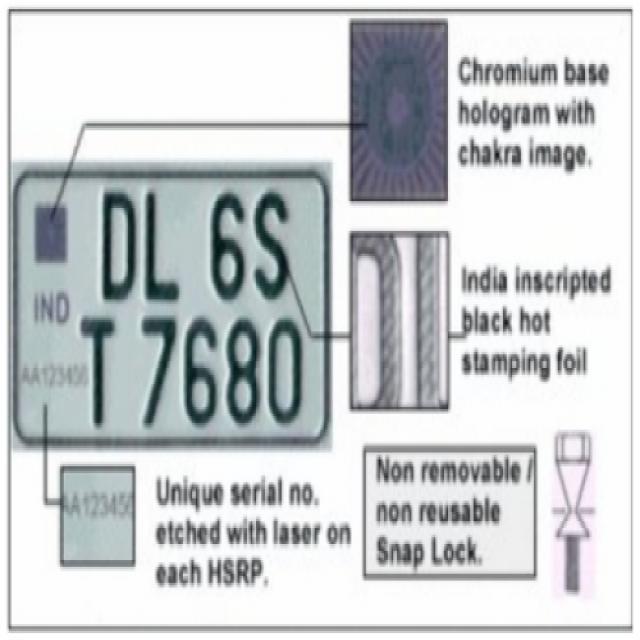 Chromium base
hologram with
chakra image.
DL 6S
IND
T 7680
AA123456
India inscripted
black hot
stamping foil
AA123456
Unique serial no.
etched with laser on
each HSRP.
Non removable /
non reusable
Snap Lock.